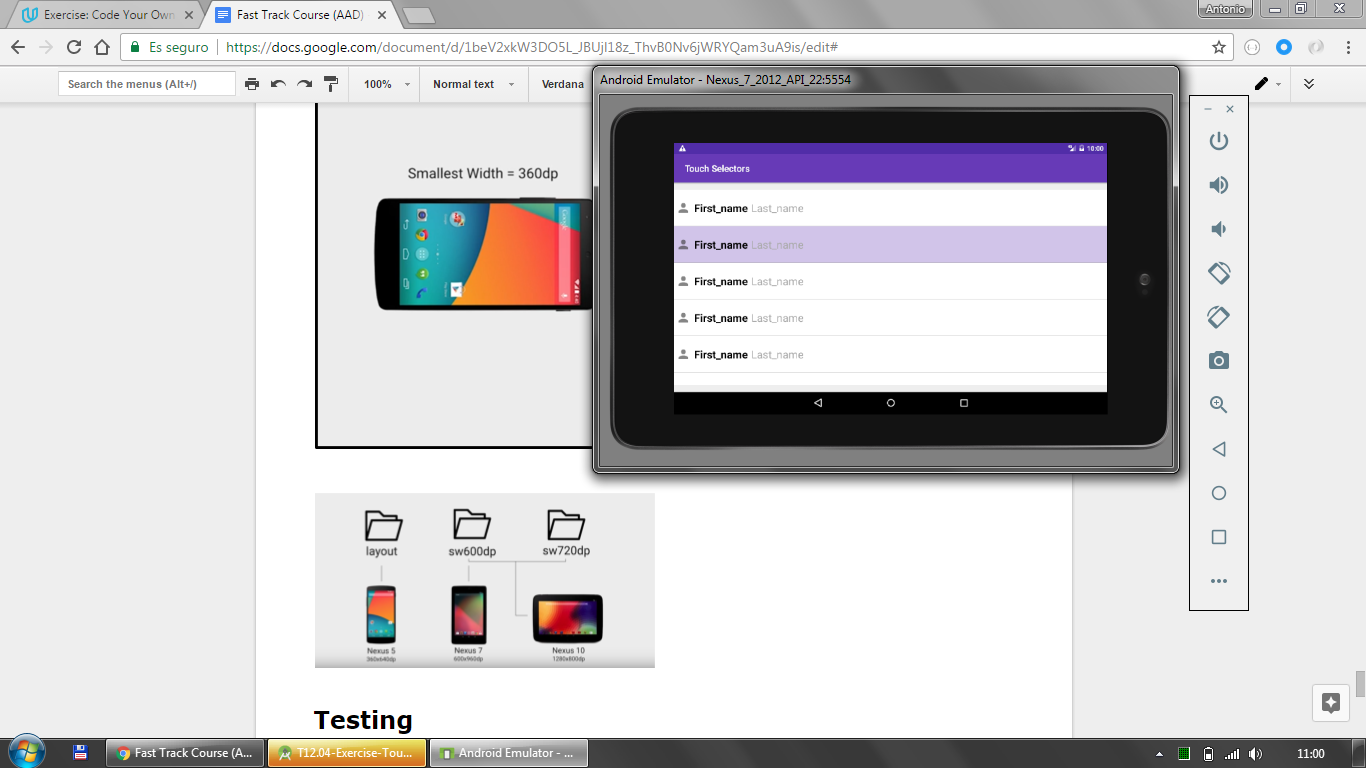 Exercise: Code Your Own
Fast Track Course (AAD)
Antonio
Es seguro
https://docs.google.com/document/d/1beV2xkW3DO5L_JBUjI18z_ThvB0Nv6jWRYQam3uA9is/edit#
Search the menus (Alt+/)
100%
Normal text
Verdana
Android Emulator - Nexus_7_2012_API_22:5554
Smallest Width = 360dp
10:00
Touch Selectors
First_name Last_name
First_name Last_name
First_name Last_name
First_name Last_name
First_name Last_name
layout
sw600dp
sw720dp
Nexus 5
360x640dp
Nexus 7
600x960dp
Nexus 10
1280x800dp
Testing
Fast Track Course (A...
T12.04-Exercise-Tou...
Android Emulator - ...
11:00